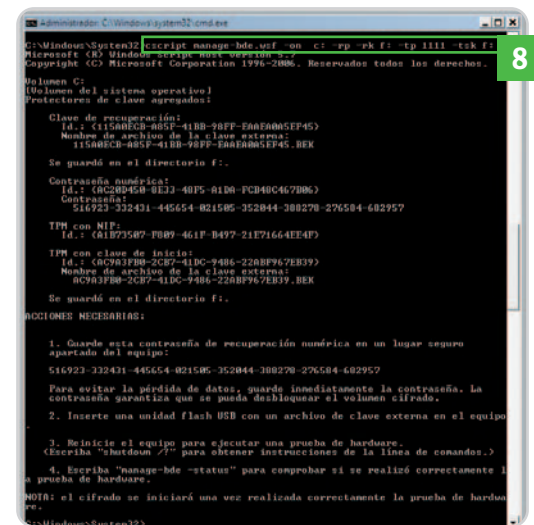 Administrador: C:\Windows\system32\cmd.exe
C:\Windows\System32>cscript manage-bde.wsf -on c: -rp -rk f: -tp 1111 -tsk f:
8
Microsoft (R) Windows Script Host versión 5.7
Copyright (C) Microsoft Corporation 1996-2006. Reservados todos los derechos.
Volumen C:
[Volumen del sistema operativo]
Protectores de clave agregados:
Clave de recuperación:
Id.: {115A0ECB-A85F-41BB-98FF-EAAEA0A5EF45}
Nombre de archivo de la clave externa:
115A0ECB-A85F-41BB-98FF-EAAEA0A5EF45.BEK
Se guardó en el directorio f:.
Contraseña numérica:
Id.: {AC20D450-8E33-48F5-A1DA-FCB48C467B06}
Contraseña:
516923-332431-445654-021505-352044-388278-276584-682957
TPM con NIP:
Id.: {A1B73507-F809-461F-B497-21E71664EE4F}
TPM con clave de inicio:
Id.: {AC9A3FB0-2CB7-41DC-9486-22ABF967EB39}
Nombre de archivo de la clave externa:
AC9A3FB0-2CB7-41DC-9486-22ABF967EB39.BEK
Se guardó en el directorio f:.
ACCIONES NECESARIAS:
1. Guarde esta contraseña de recuperación numérica en un lugar seguro
apartado del equipo:
516923-332431-445654-021505-352044-388278-276584-682957
Para evitar la pérdida de datos, guarde inmediatamente la contraseña. La
contraseña garantiza que se pueda desbloquear el volumen cifrado.
2. Inserte una unidad flash USB con un archivo de clave externa en el equipo
.
3. Reinicie el equipo para ejecutar una prueba de hardware.
(Escriba "shutdown /?" para obtener instrucciones de la línea de comandos.)
4. Escriba "manage-bde -status" para comprobar si se realizó correctamente l
a prueba de hardware.
NOTA: el cifrado se iniciará una vez realizada correctamente la prueba de hardwa
re.
C:\Windows\System32>